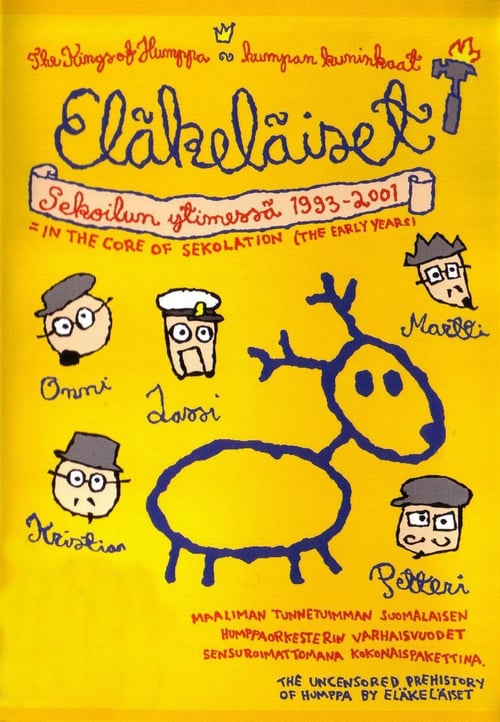 The Kings of Humppa ~ humpan kuninkaat
Eläkeläiset
Sekoilun ytimessä 1993-2001
= IN THE CORE OF SEKOLATION (THE EARLY YEARS)
Martti
Onni
Lassi
Kristian
Petteri
MAAILMAN TUNNETUIMMAN SUOMALAISEN
HUMPPAORKESTERIN VARHAISVUODET
SENSUROIMATTOMANA KOKONAISPAKETTINA.
THE UNCENSORED PREHISTORY
OF HUMPPA BY ELÄKELÄISET